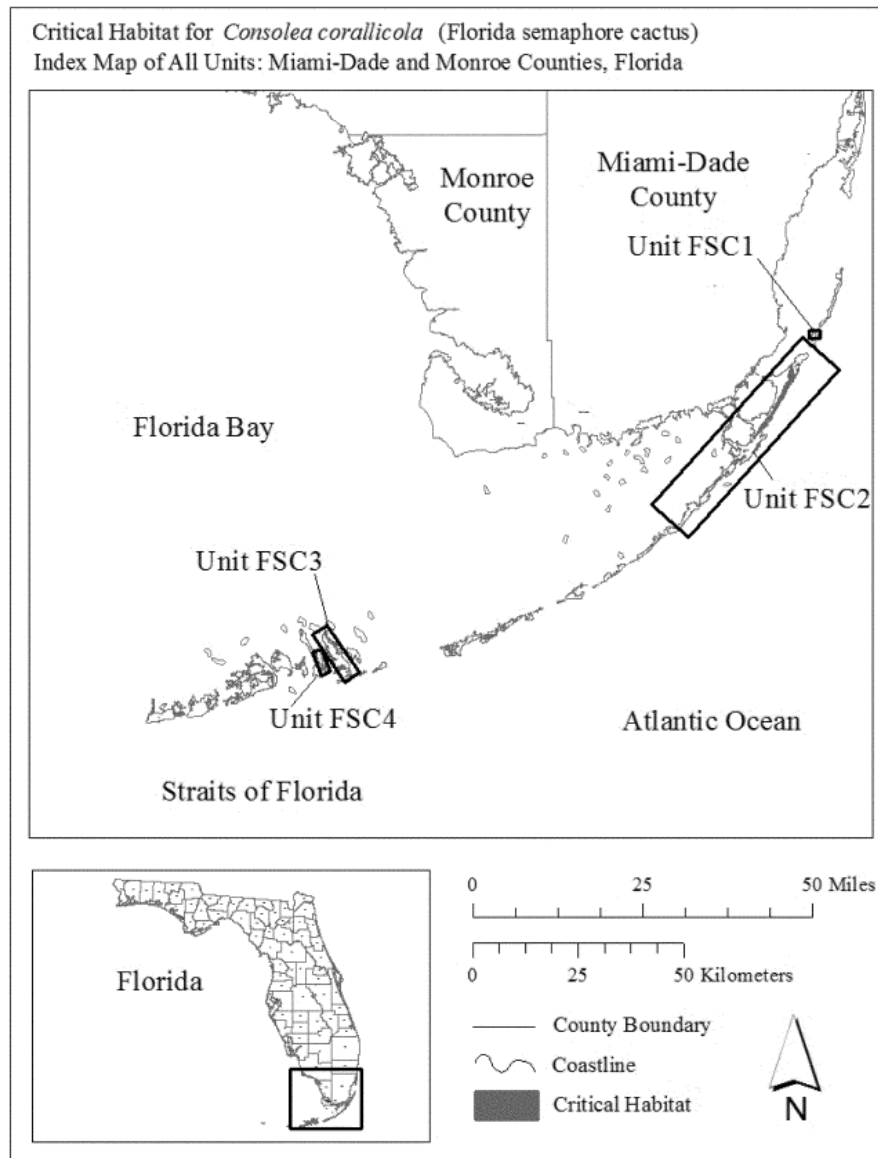 Critical Habitat for Consolea corallicola (Florida semaphore cactus)
Index Map of All Units: Miami-Dade and Monroe Counties, Florida
Monroe
County
Miami-Dade
County
Unit FSC1
Florida Bay
Unit FSC2
Unit FSC3
Unit FSC4
Atlantic Ocean
Straits of Florida
Florida
0 25 50 Miles
0 25 50 Kilometers
County Boundary
Coastline
Critical Habitat
N